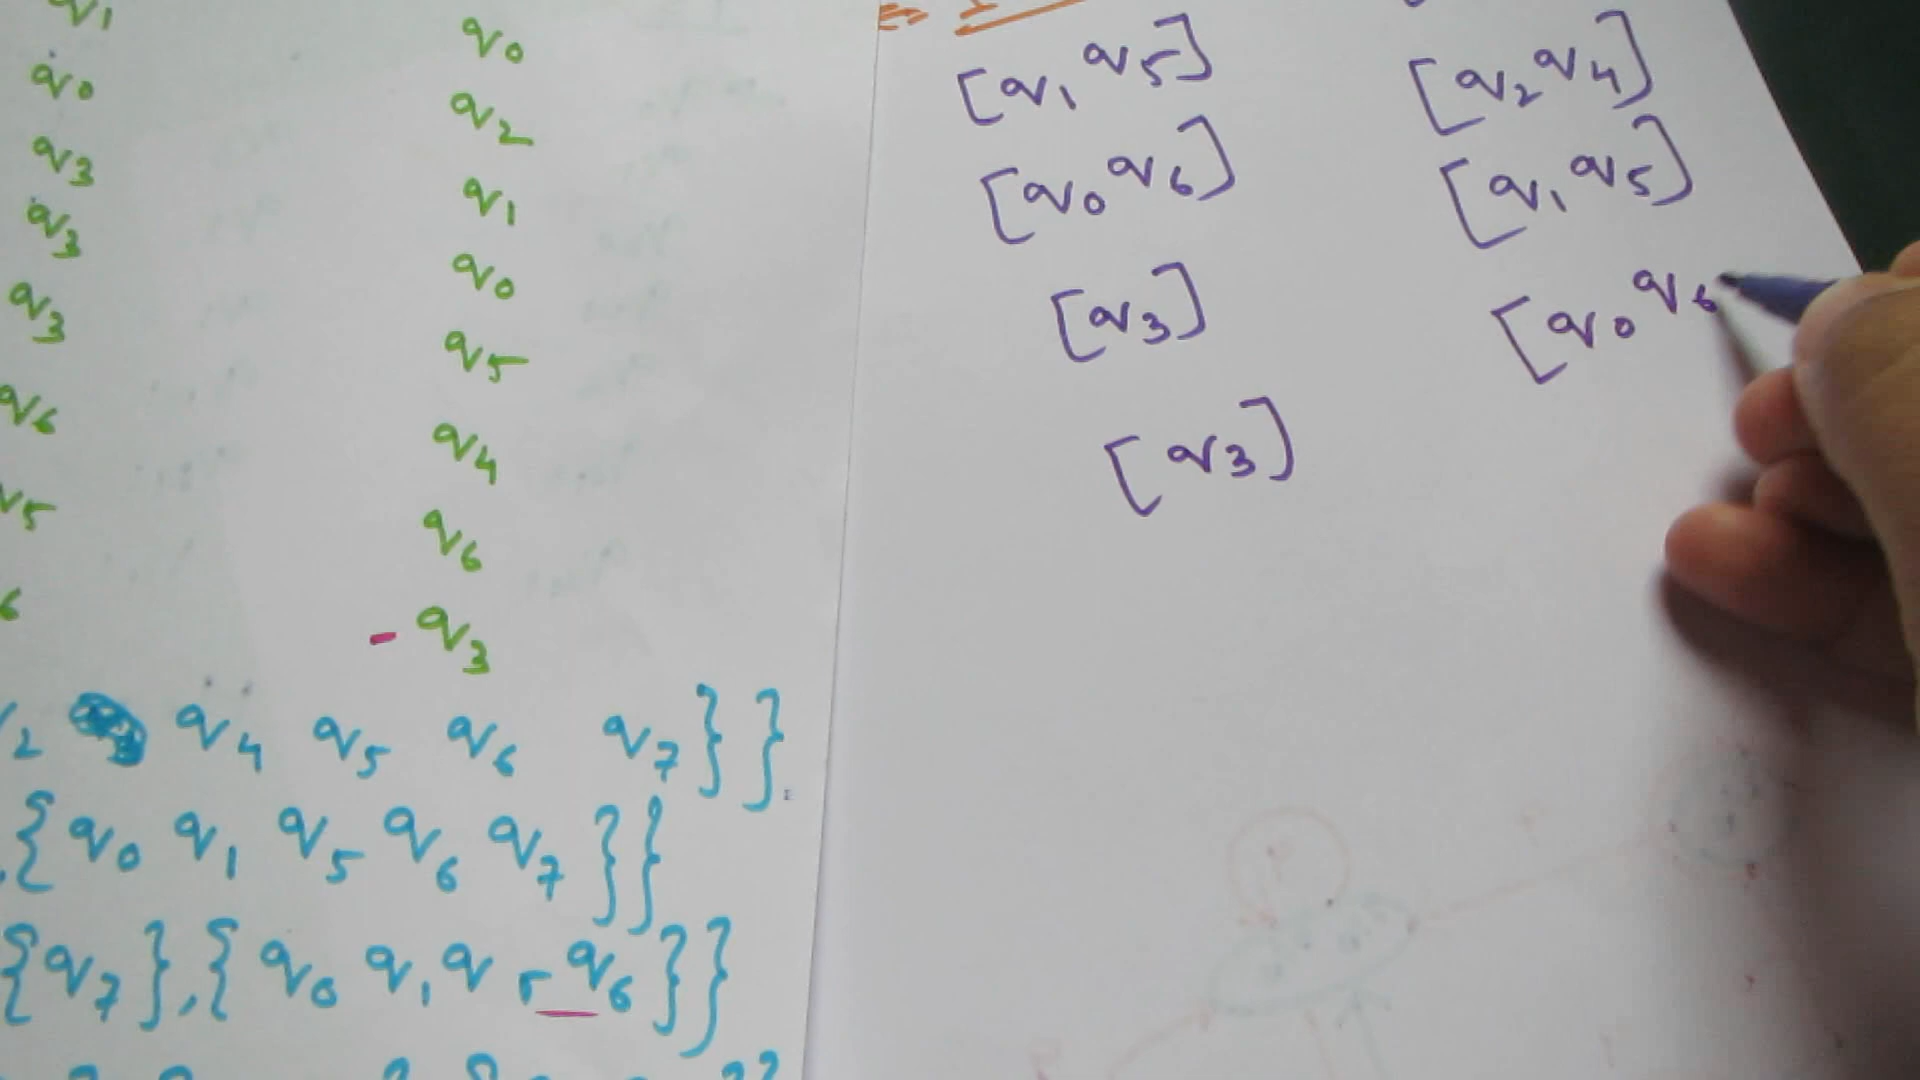 q1 q0
q0 q2
q3 q1
q3 q0
q3 q5
q6 q4
q5 q6
6 - q3
2 q4 q5 q6 q7}}
,{q0 q1 q5 q6 q7}}
{q7},{q0 q1 q5 q6}}
[q1 q5] [q2 q4]
[q0 q6] [q1 q5]
[q3] [q0 q6
[q3]